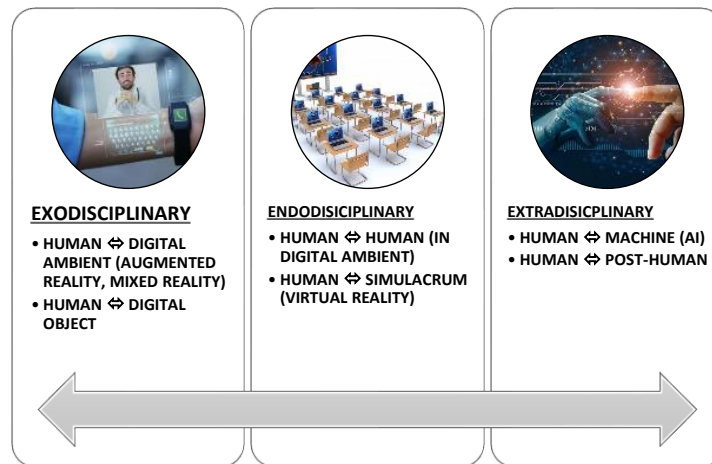 EXODISCIPLINARY
• HUMAN ⇔ DIGITAL
AMBIENT (AUGMENTED
REALITY, MIXED REALITY)
• HUMAN ⇔ DIGITAL
OBJECT
ENDODISICIPLINARY
• HUMAN ⇔ HUMAN (IN
DIGITAL AMBIENT)
• HUMAN ⇔ SIMULACRUM
(VIRTUAL REALITY)
EXTRADISICPLINARY
• HUMAN ⇔ MACHINE (AI)
• HUMAN ⇔ POST-HUMAN